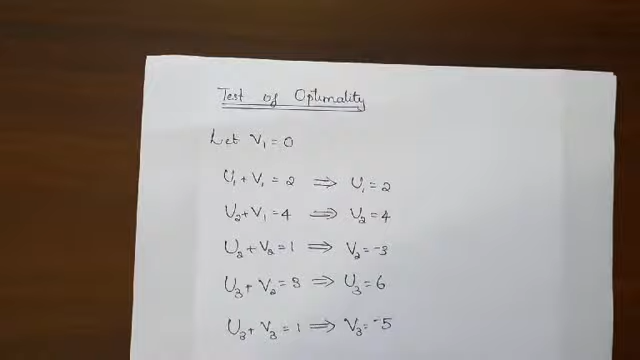 Test of Optimality
Let V₁ = 0
U₁ + V₁ = 2 ⟹ U₁ = 2
U₂ + V₁ = 4 ⟹ U₂ = 4
U₂ + V₂ = 1 ⟹ V₂ = -3
U₃ + V₂ = 3 ⟹ U₃ = 6
U₃ + V₃ = 1 ⟹ V₃ = -5